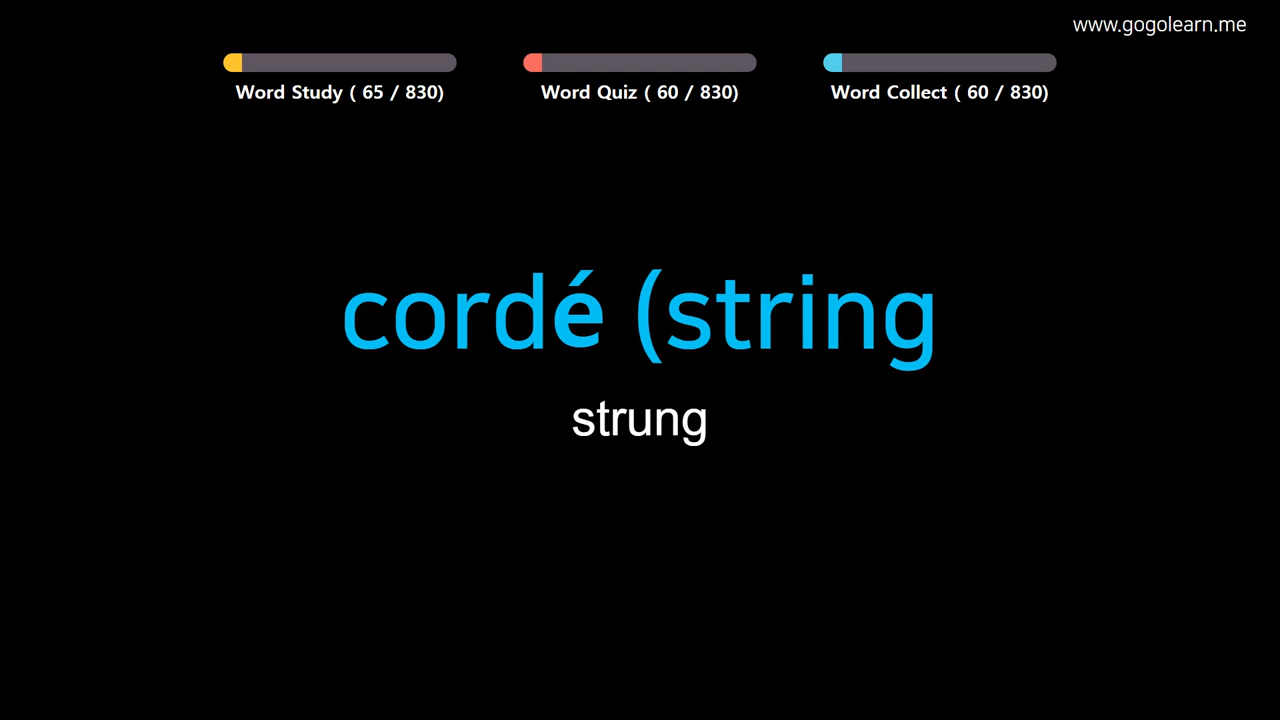 www.gogolearn.me
Word Study ( 65 / 830)
Word Quiz ( 60 / 830)
Word Collect ( 60 / 830)
cordé (string
strung